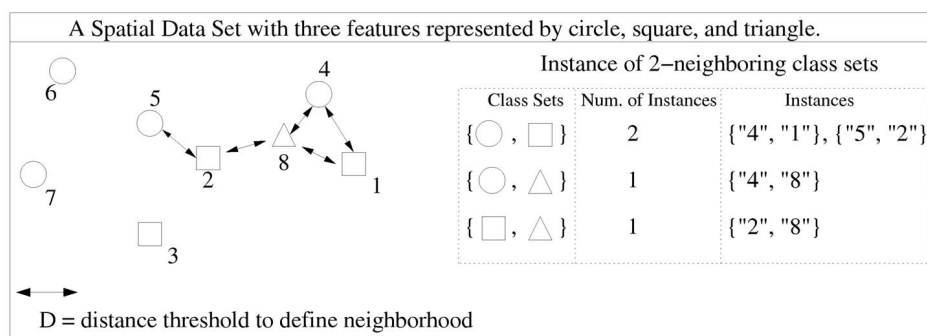 A Spatial Data Set with three features represented by circle, square, and triangle.
Instance of 2−neighboring class sets
Class Sets Num. of Instances Instances
{ , } 2 {"4", "1"}, {"5", "2"}
{ , } 1 {"4", "8"}
{ , } 1 {"2", "8"}
6
5
4
7
2
8
1
3
D = distance threshold to define neighborhood